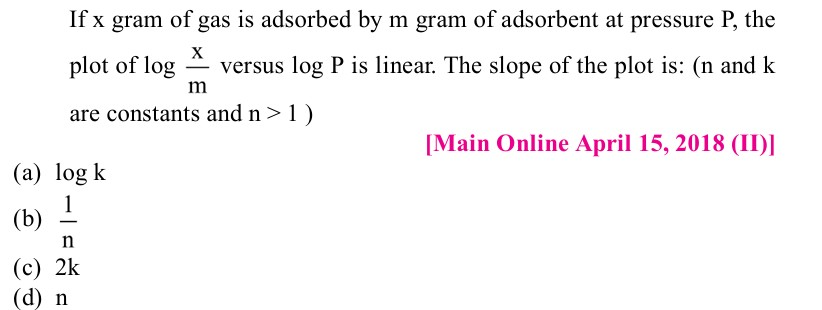 If x gram of gas is adsorbed by m gram of adsorbent at pressure P, the
plot of log x/m versus log P is linear. The slope of the plot is: (n and k
are constants and n > 1 )
[Main Online April 15, 2018 (II)]
(a) log k
(b) 1/n
(c) 2k
(d) n